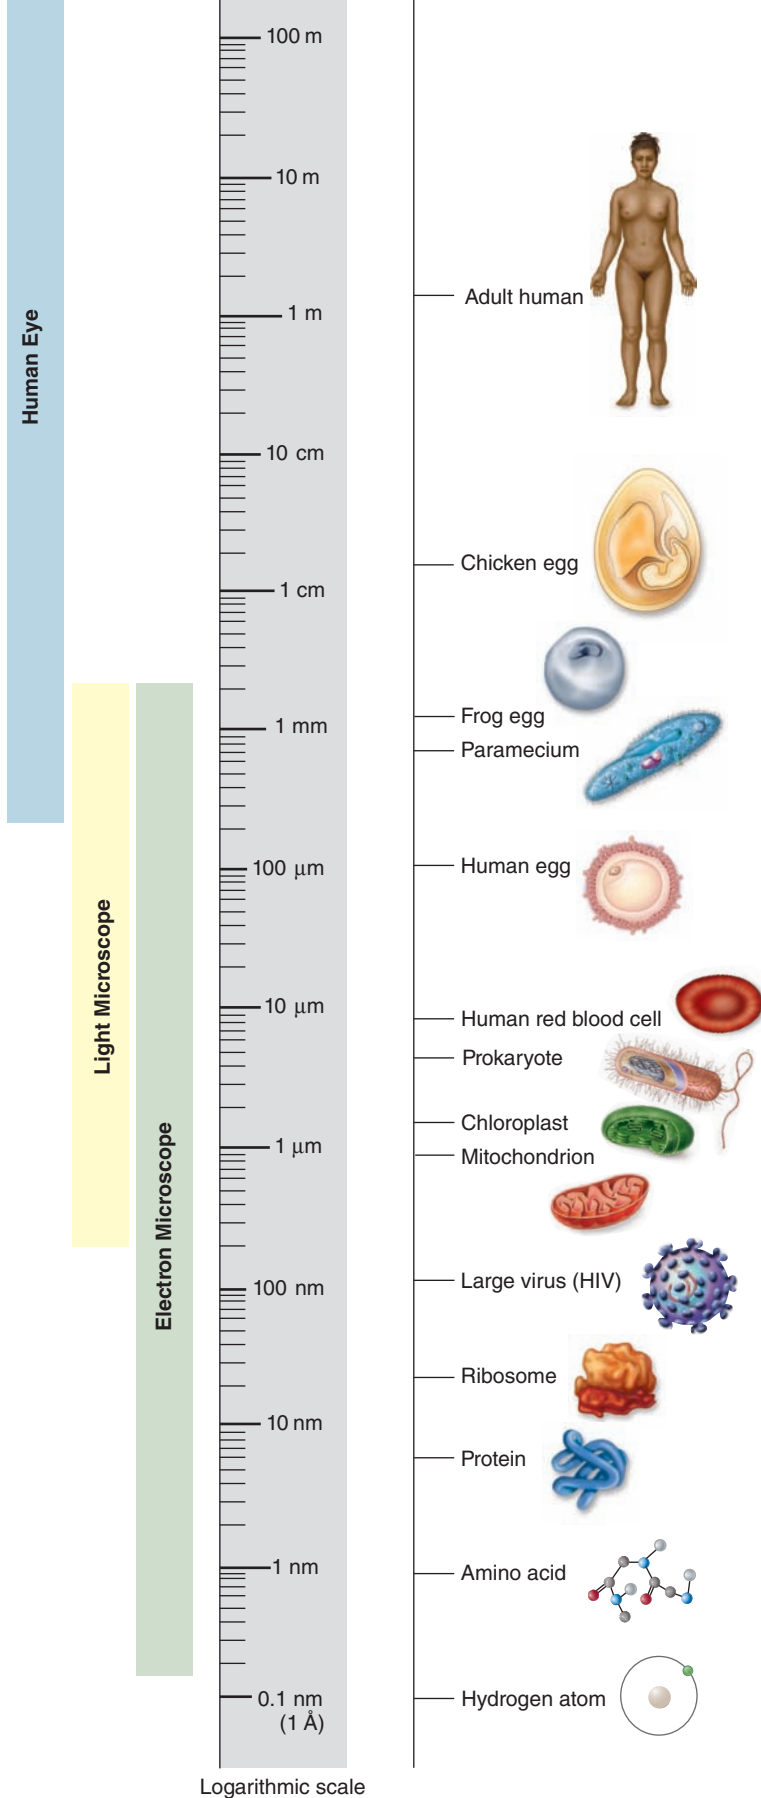 100 m
10 m
Adult human
1 m
Human Eye
10 cm
Chicken egg
1 cm
Frog egg
1 mm
Paramecium
100 µm
Human egg
Light Microscope
10 µm
Human red blood cell
Prokaryote
Chloroplast
1 µm
Mitochondrion
Electron Microscope
Large virus (HIV)
100 nm
Ribosome
10 nm
Protein
1 nm
Amino acid
0.1 nm
(1 Å)
Hydrogen atom
Logarithmic scale